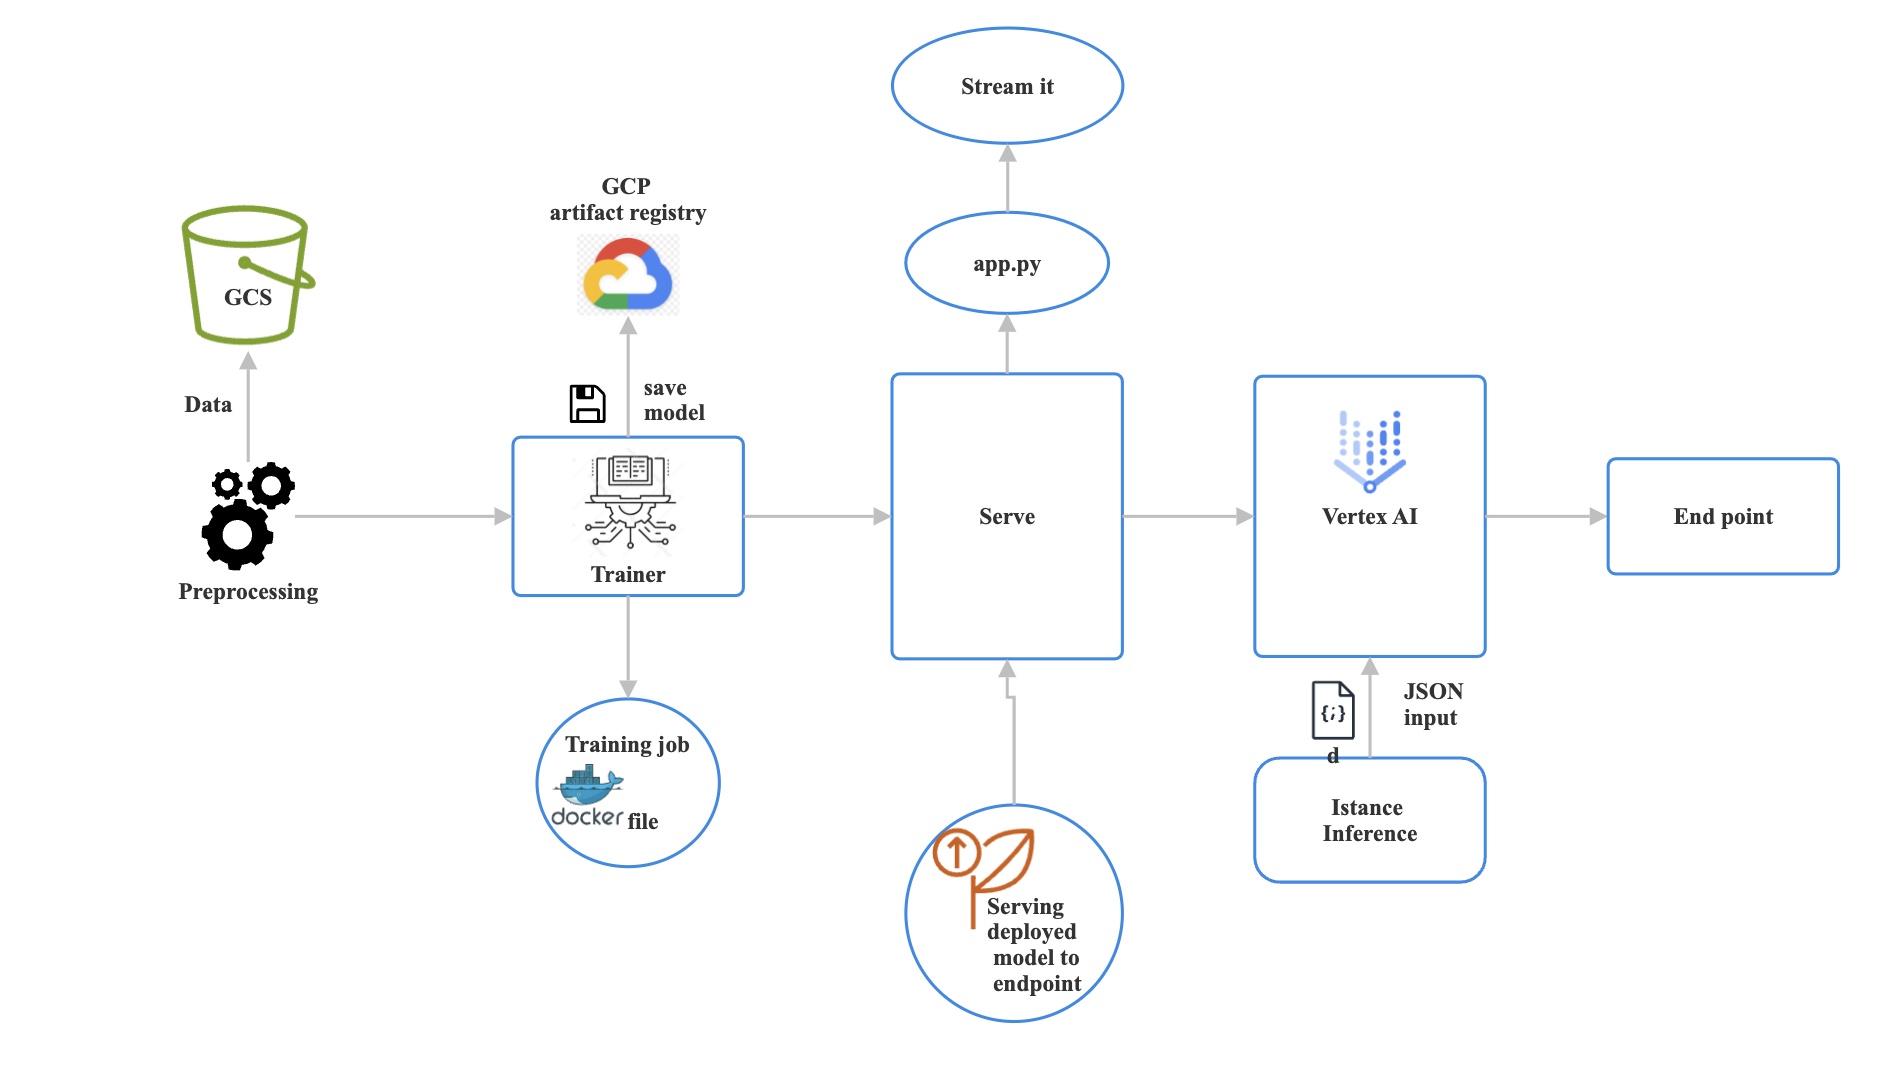 Stream it
GCP
artifact registry
app.py
GCS
Data
save
model
Preprocessing
Trainer
Serve
Vertex AI
End point
Training job
docker file
JSON
input
{;}
d
Istance
Inference
Serving
deployed
model to
endpoint